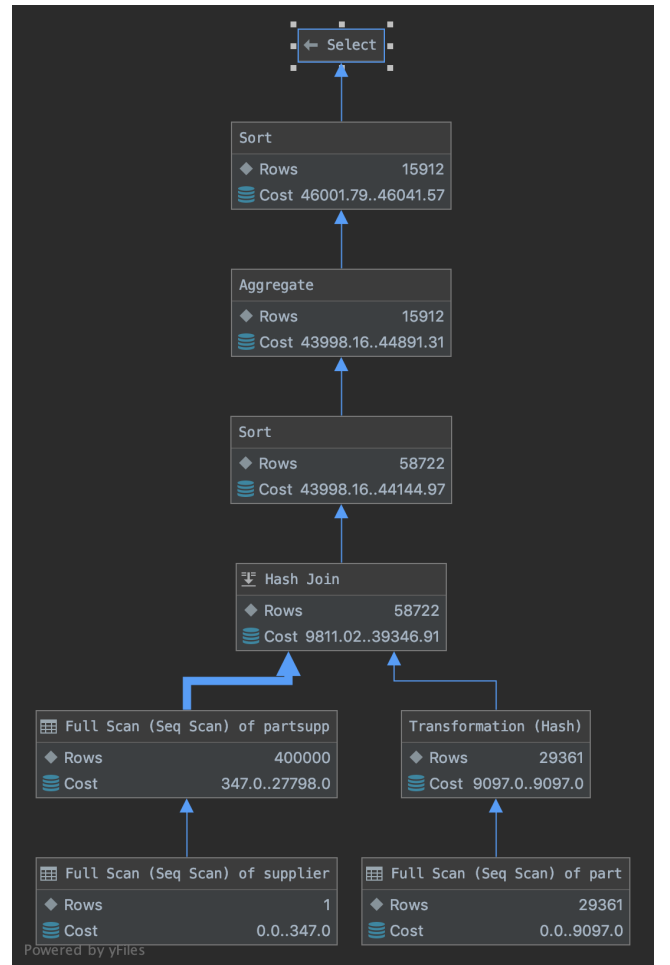 Select
Sort
Rows 15912
Cost 46001.79..46041.57
Aggregate
Rows 15912
Cost 43998.16..44891.31
Sort
Rows 58722
Cost 43998.16..44144.97
Hash Join
Rows 58722
Cost 9811.02..39346.91
Full Scan (Seq Scan) of partsupp
Rows 400000
Cost 347.0..27798.0
Transformation (Hash)
Rows 29361
Cost 9097.0..9097.0
Full Scan (Seq Scan) of supplier
Rows 1
Cost 0.0..347.0
Full Scan (Seq Scan) of part
Rows 29361
Cost 0.0..9097.0
Powered by yFiles